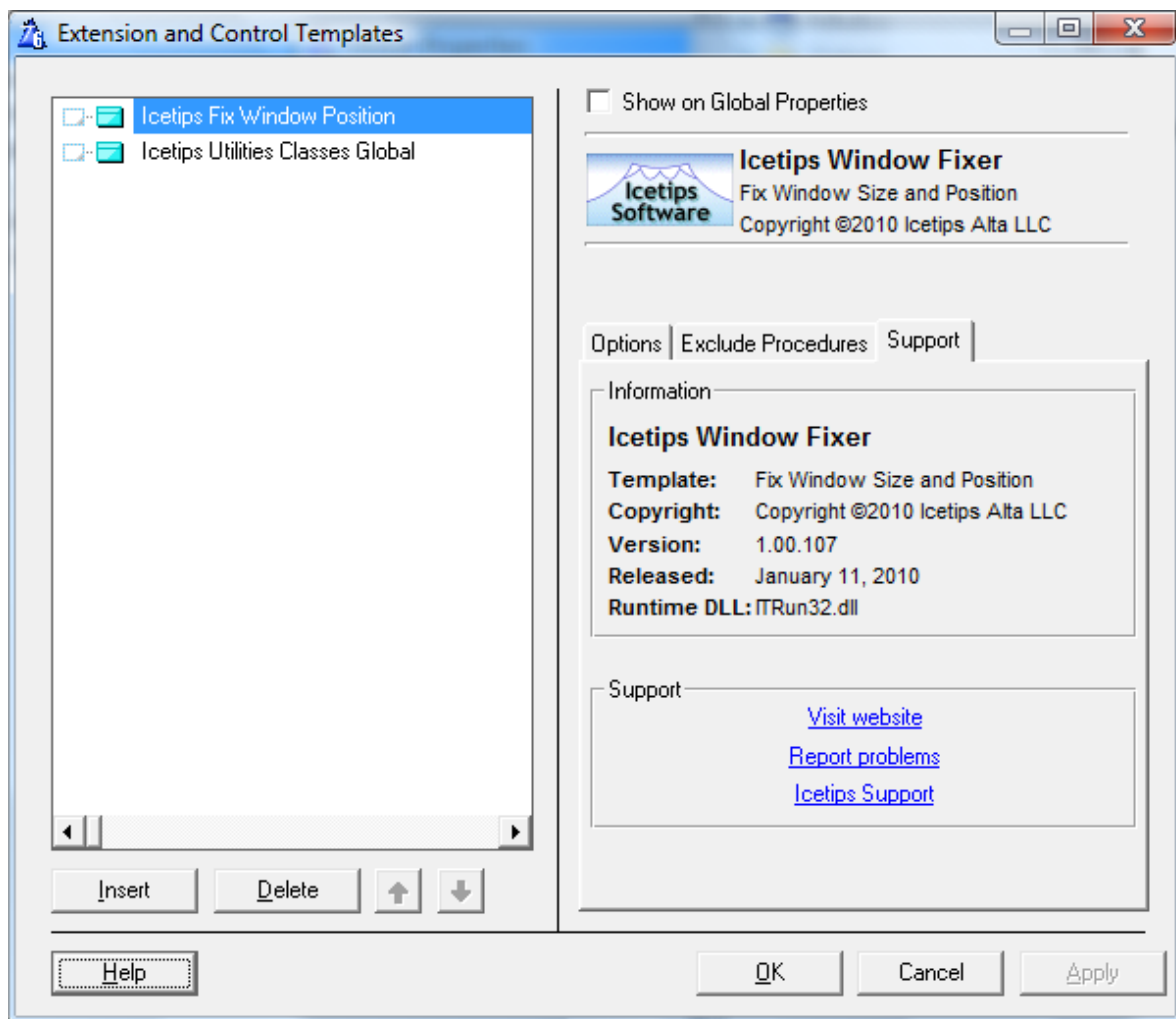 Extension and Control Templates
Icetips Fix Window Position
Icetips Utilities Classes Global
Insert
Delete
Show on Global Properties
Icetips
Software
Icetips Window Fixer
Fix Window Size and Position
Copyright ©2010 Icetips Alta LLC
Options
Exclude Procedures
Support
Information
Icetips Window Fixer
Template: Fix Window Size and Position
Copyright: Copyright ©2010 Icetips Alta LLC
Version: 1.00.107
Released: January 11, 2010
Runtime DLL: ITRun32.dll
Support
Visit website
Report problems
Icetips Support
Help
OK
Cancel
Apply